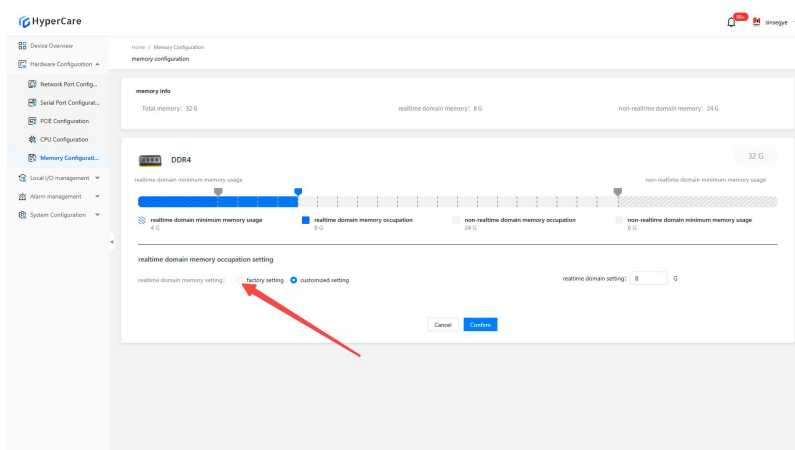 HyperCare
99+
sinsegye
Device Overview
Hardware Configuration
Network Port Config...
Serial Port Configurat...
PCIE Configuration
CPU Configuration
Memory Configurati...
Local I/O management
Alarm management
System Configuration
Home / Memory Configuration
memory configuration
memory info
Total memory: 32 G
realtime domain memory: 8 G
non-realtime domain memory: 24 G
DDR4
32 G
realtime domain minimum memory usage
non-realtime domain minimum memory usage
realtime domain minimum memory usage
4 G
realtime domain memory occupation
8 G
non-realtime domain memory occupation
24 G
non-realtime domain minimum memory usage
8 G
realtime domain memory occupation setting
realtime domain memory setting: factory setting customized setting
realtime domain setting: 8 G
Cancel Confirm